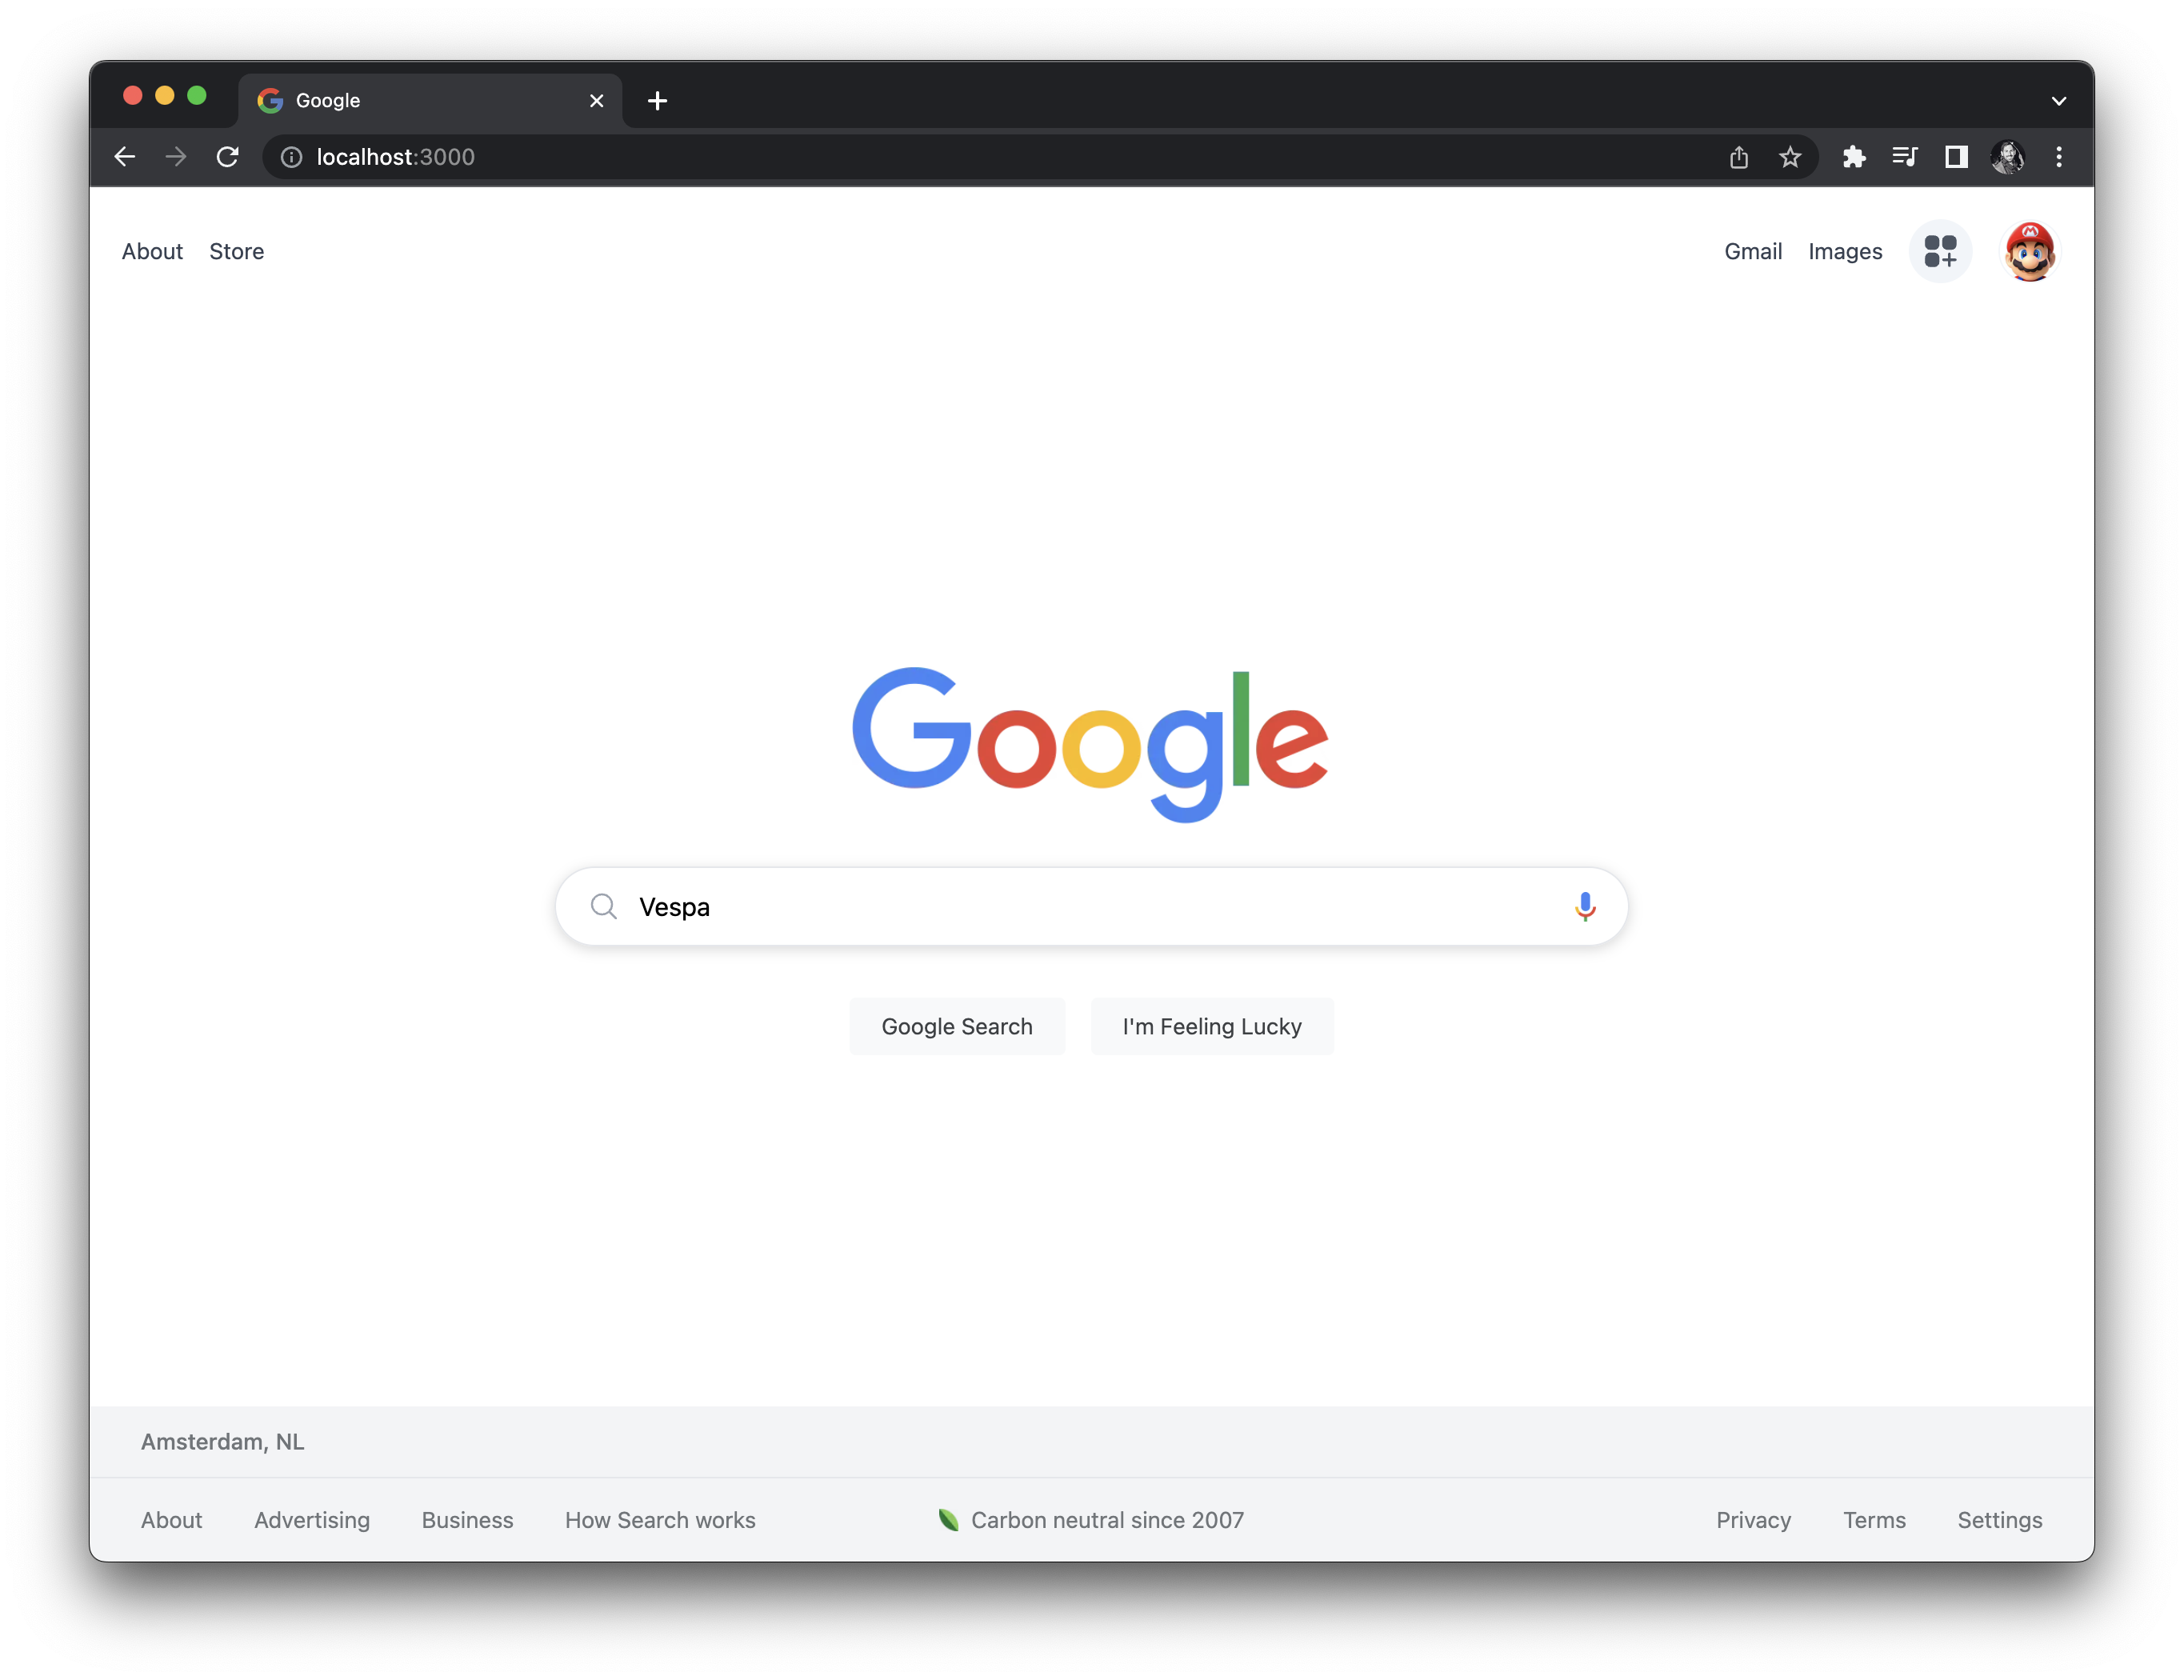 Google
localhost:3000
About Store Gmail Images
Google
Vespa
Google Search I'm Feeling Lucky
Amsterdam, NL
About Advertising Business How Search works Carbon neutral since 2007 Privacy Terms Settings